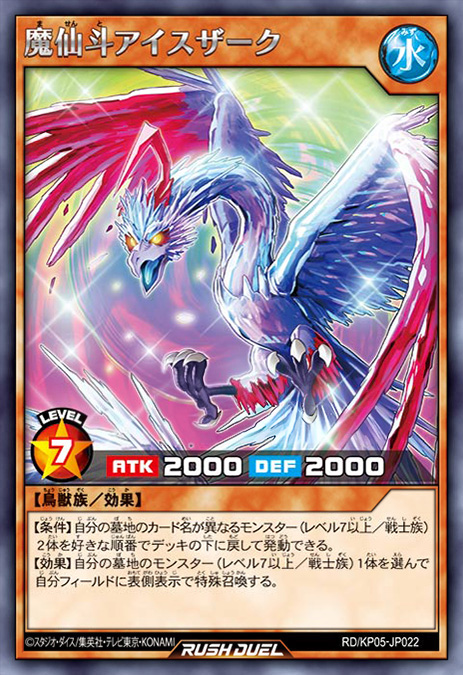 魔仙斗アイスザーク
水
LEVEL
7
ATK 2000 DEF 2000
【鳥獣族／効果】
【条件】自分の墓地のカード名が異なるモンスター(レベル7以上／戦士族)
2体を好きな順番でデッキの下に戻して発動できる。
【効果】自分の墓地のモンスター(レベル7以上／戦士族)1体を選んで
自分フィールドに表側表示で特殊召喚する。
©スタジオ・ダイス/集英社・テレビ東京・KONAMI
RUSH DUEL
RD/KP05-JP022